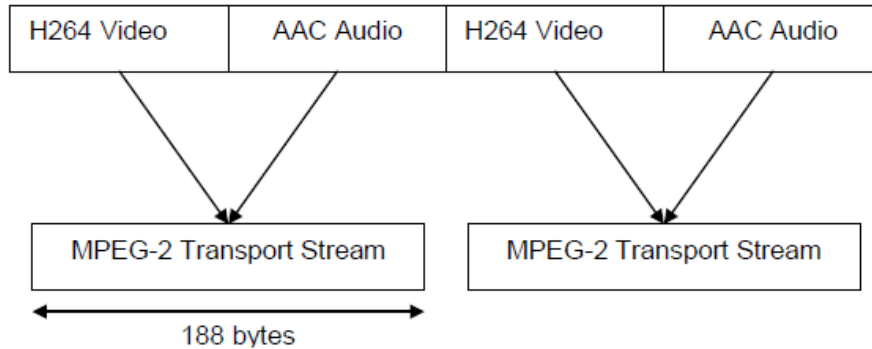 H264 Video
AAC Audio
H264 Video
AAC Audio
MPEG-2 Transport Stream
MPEG-2 Transport Stream
188 bytes